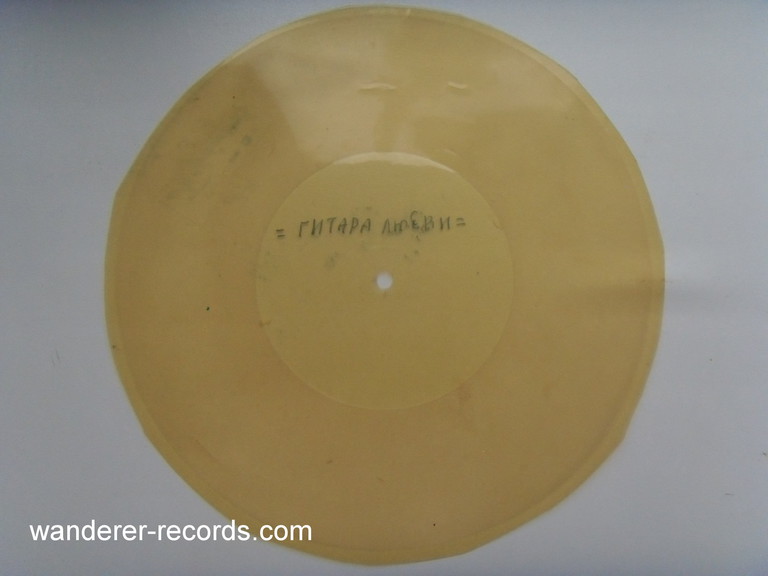 = ГИТАРА ЛЮБВИ =
wanderer-records.com